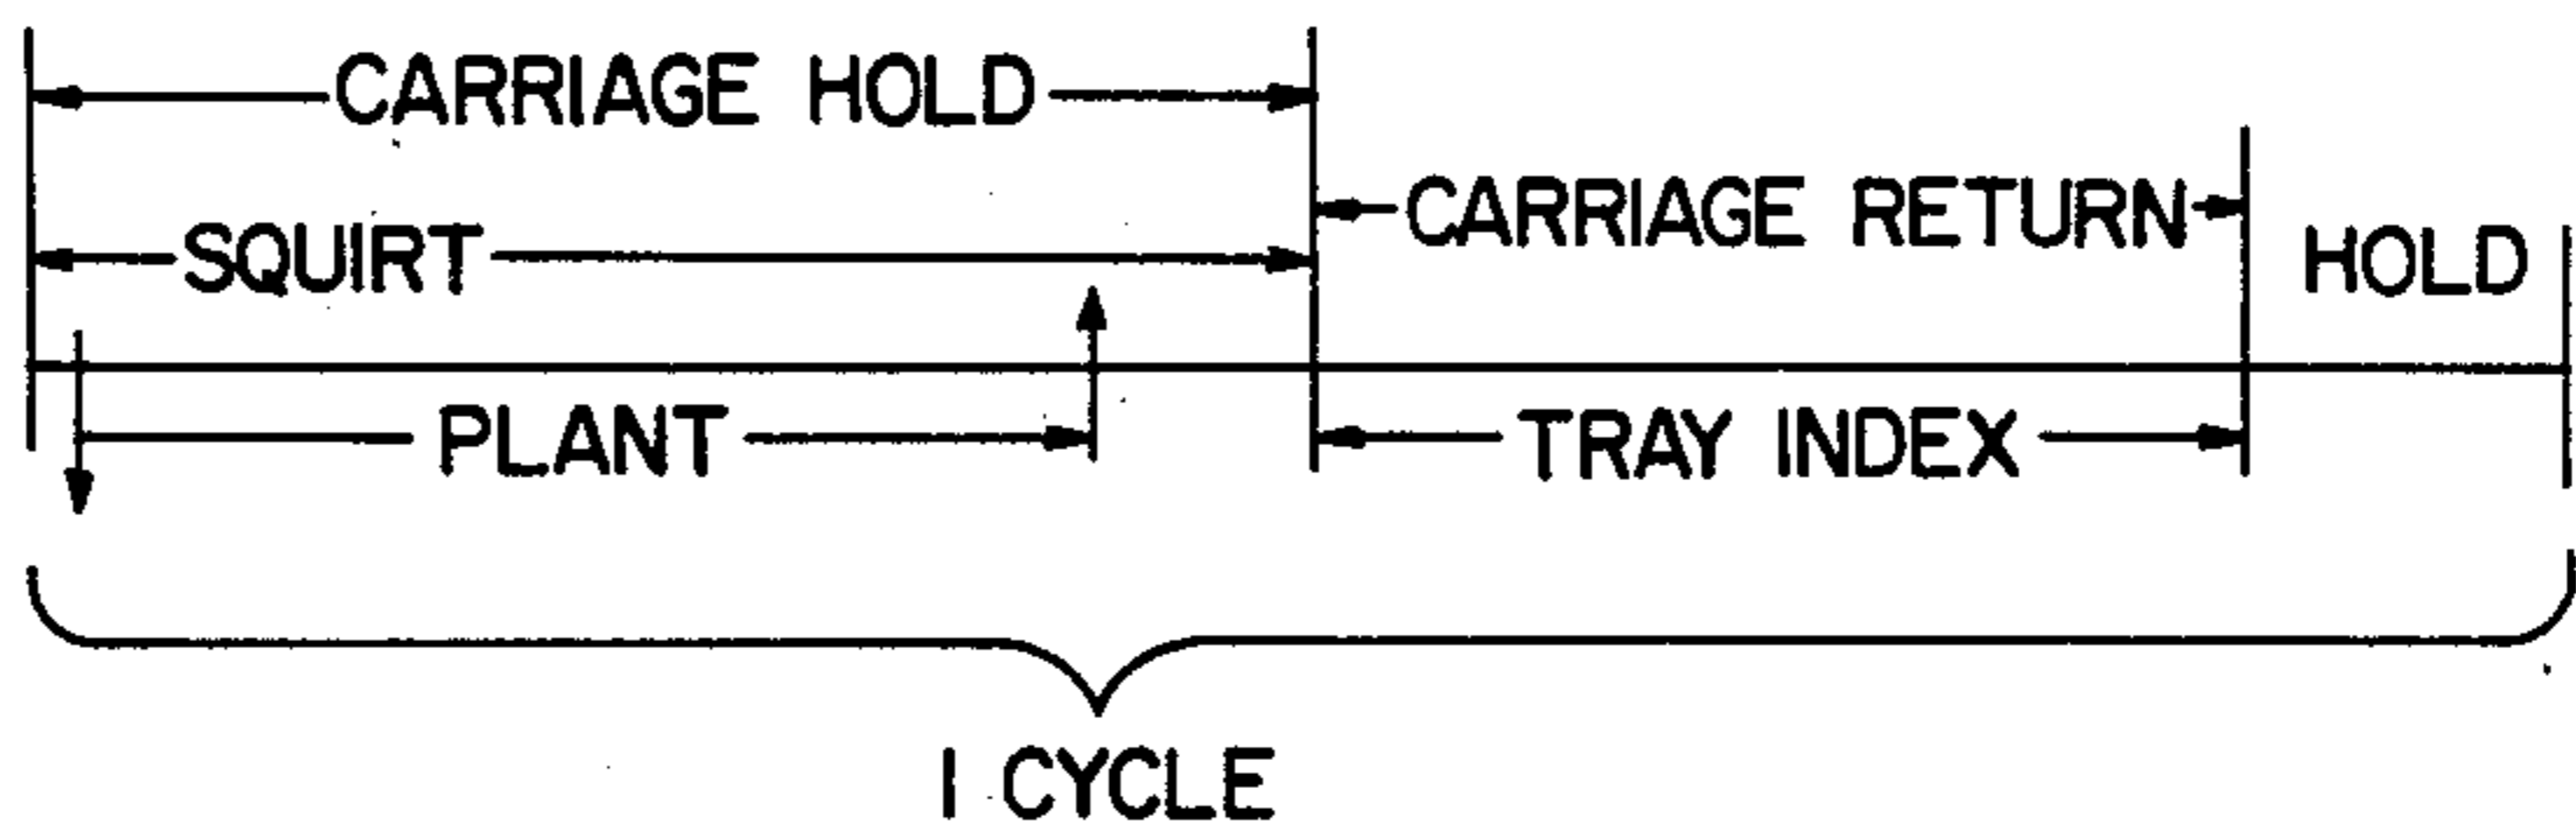 CARRIAGE HOLD
CARRIAGE RETURN
SQUIRT
HOLD
PLANT
TRAY INDEX
1 CYCLE